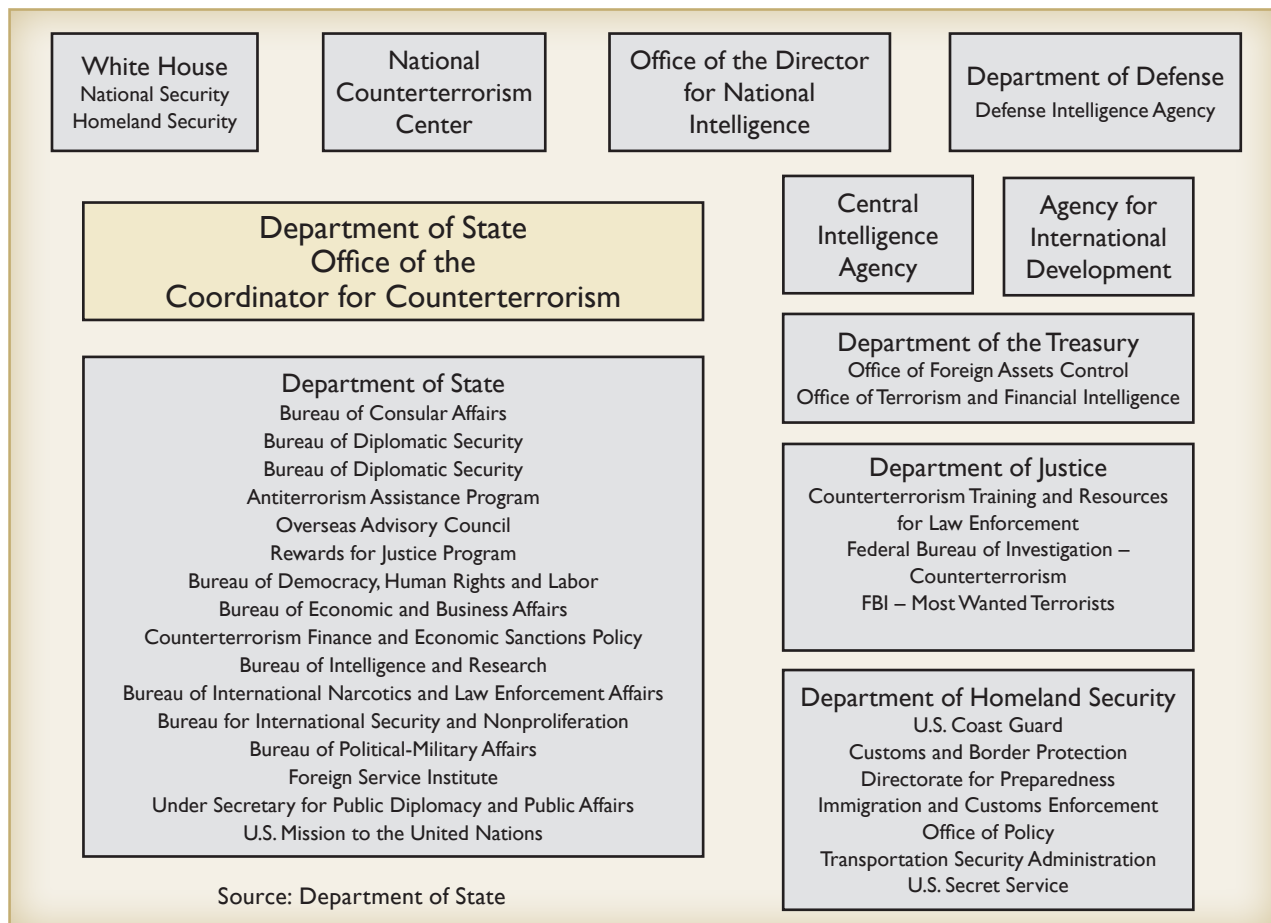 White House
National Security
Homeland Security
National
Counterterrorism
Center
Office of the Director
for National
Intelligence
Department of Defense
Defense Intelligence Agency
Department of State
Office of the
Coordinator for Counterterrorism
Central
Intelligence
Agency
Agency for
International
Development
Department of the Treasury
Office of Foreign Assets Control
Office of Terrorism and Financial Intelligence
Department of State
Bureau of Consular Affairs
Bureau of Diplomatic Security
Bureau of Diplomatic Security
Antiterrorism Assistance Program
Overseas Advisory Council
Rewards for Justice Program
Bureau of Democracy, Human Rights and Labor
Bureau of Economic and Business Affairs
Counterterrorism Finance and Economic Sanctions Policy
Bureau of Intelligence and Research
Bureau of International Narcotics and Law Enforcement Affairs
Bureau for International Security and Nonproliferation
Bureau of Political-Military Affairs
Foreign Service Institute
Under Secretary for Public Diplomacy and Public Affairs
U.S. Mission to the United Nations
Department of Justice
Counterterrorism Training and Resources
for Law Enforcement
Federal Bureau of Investigation –
Counterterrorism
FBI – Most Wanted Terrorists
Department of Homeland Security
U.S. Coast Guard
Customs and Border Protection
Directorate for Preparedness
Immigration and Customs Enforcement
Office of Policy
Transportation Security Administration
U.S. Secret Service
Source: Department of State